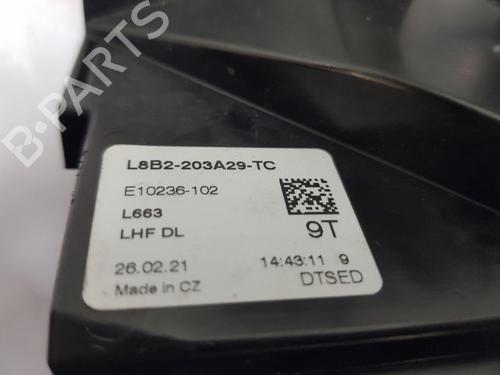 B-PARTS
L8B2-203A29-TC
E10236-102
L663
LHF DL 9T
26.02.21 14:43:11 9
Made in CZ DTSED